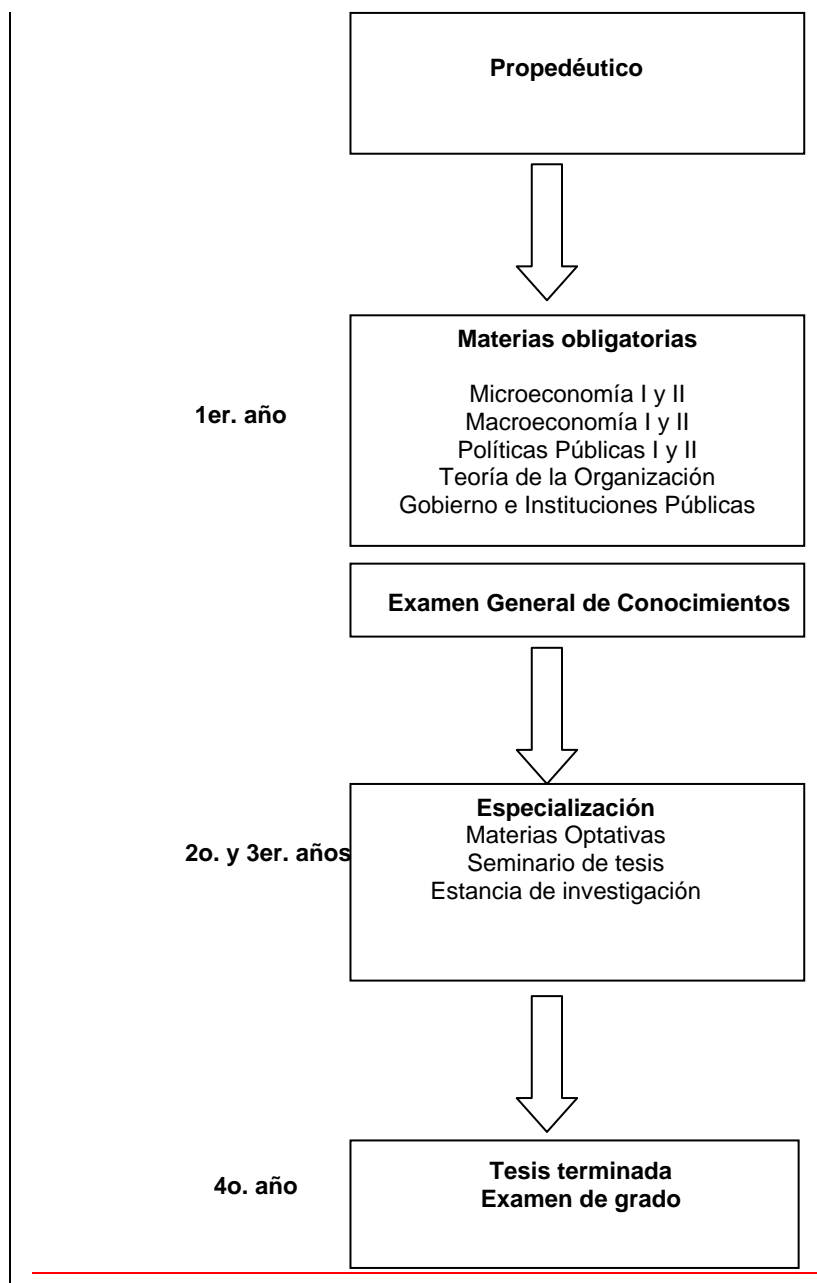 Propedéutico
Materias obligatorias
Microeconomía I y II
1er. año
Macroeconomía I y II
Políticas Públicas I y II
Teoría de la Organización
Gobierno e Instituciones Públicas
Examen General de Conocimientos
Especialización
Materias Optativas
2o. y 3er. años
Seminario de tesis
Estancia de investigación
4o. año
Tesis terminada
Examen de grado